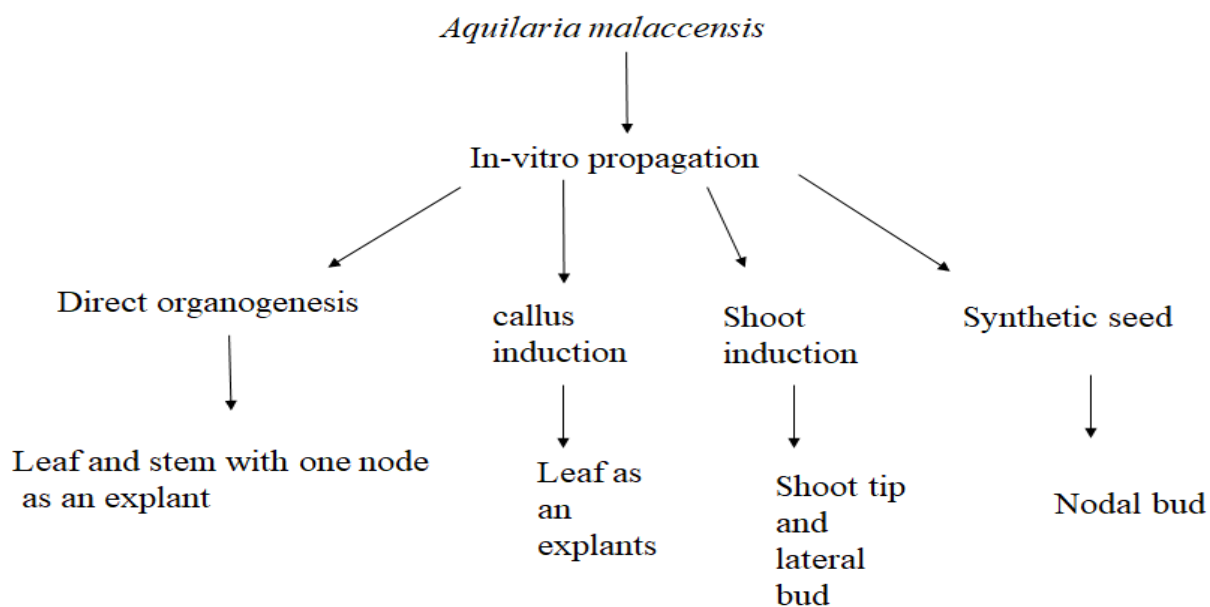 Aquilaria malaccensis
In-vitro propagation
Direct organogenesis
callus
induction
Shoot
induction
Synthetic seed
Leaf and stem with one node
as an explant
Leaf as
an
explants
Shoot tip
and
lateral
bud
Nodal bud